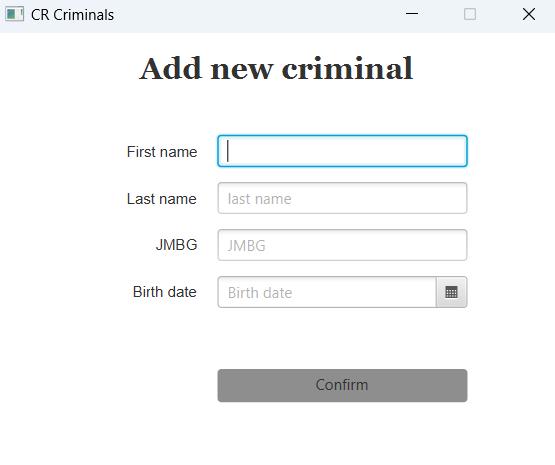 CR Criminals
Add new criminal
First name
Last name last name
JMBG JMBG
Birth date Birth date
Confirm